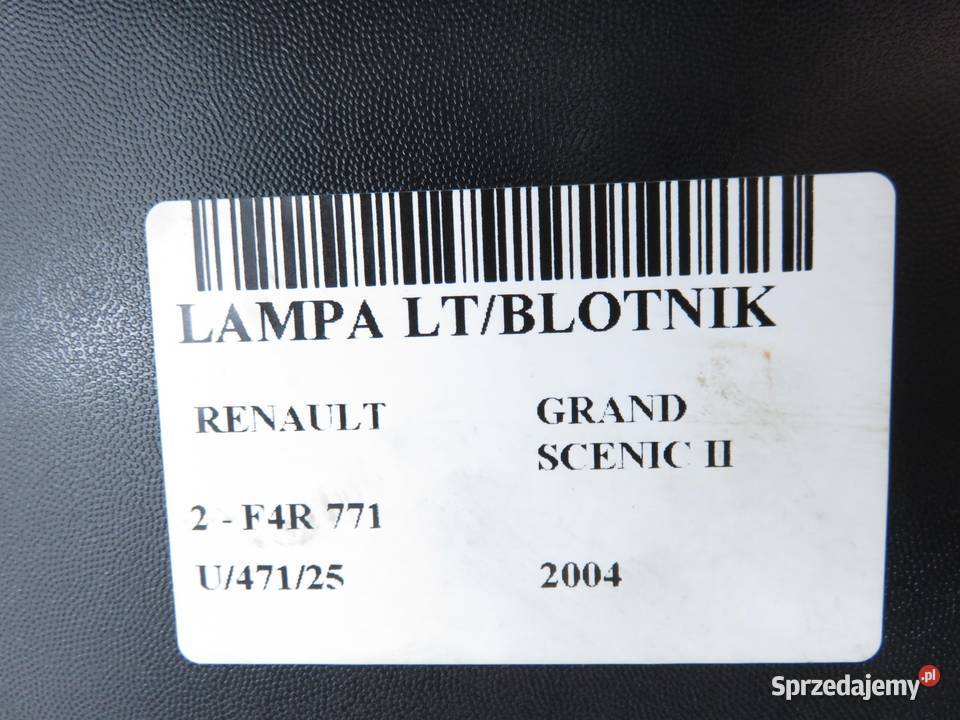 LAMPA LT/BLOTNIK
RENAULT
GRAND
SCENIC II
2 - F4R 771
U/471/25
2004
Sprzedajemy.pl